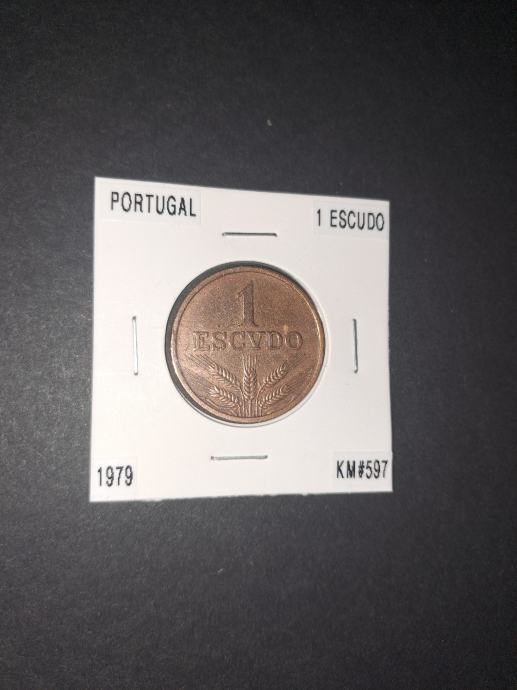 PORTUGAL
1 ESCUDO
1
ESCVDO
1979
KM#597